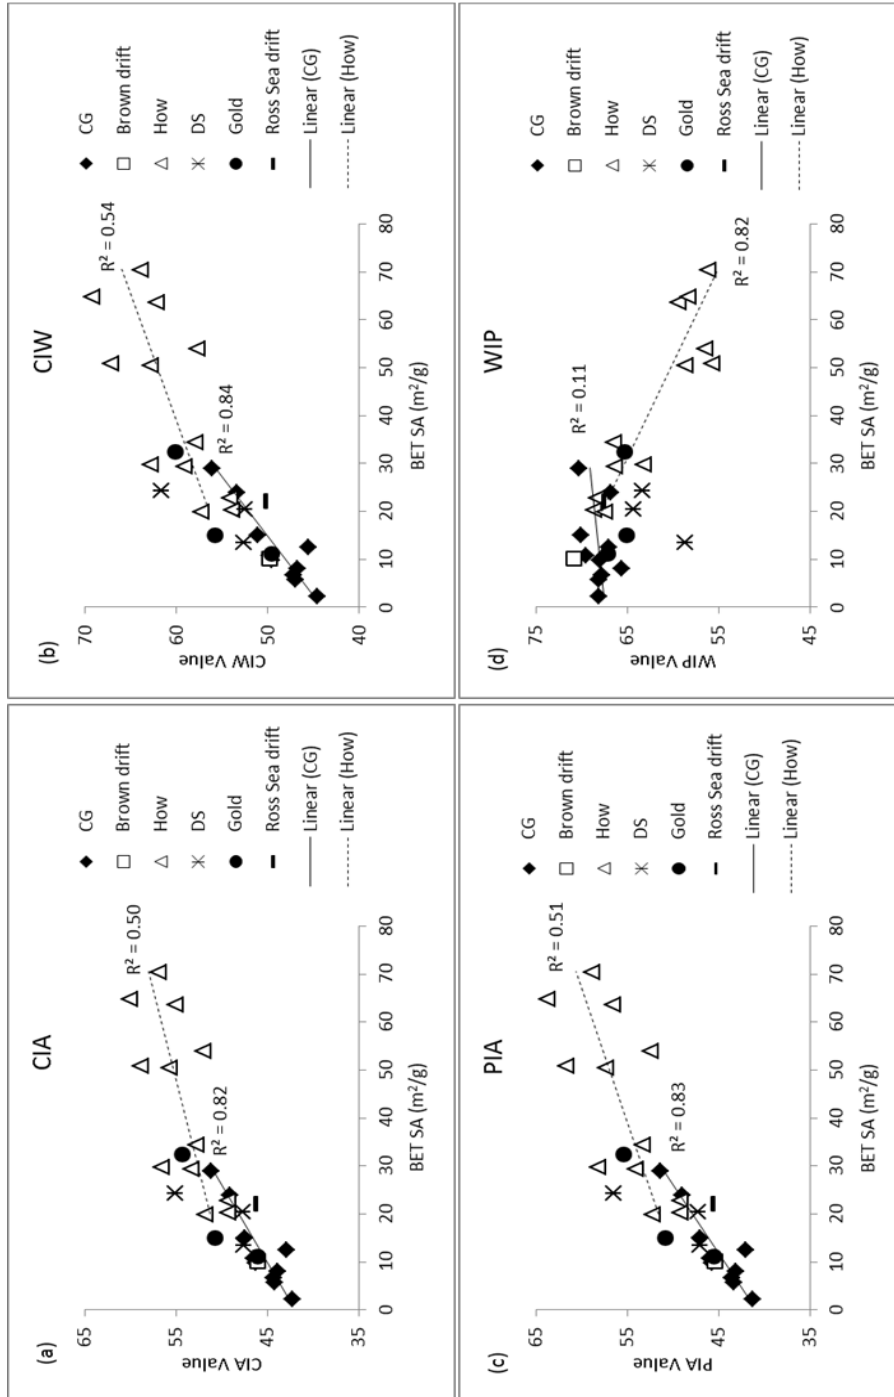 (a)
CIA
CIA Value
65
55
45
35
0 10 20 30 40 50 60 70 80
BET SA (m²/g)
R² = 0.82
R² = 0.50
CG
Brown drift
How
DS
Gold
Ross Sea drift
Linear (CG)
Linear (How)
(b)
CIW
CIW Value
70
60
50
40
0 10 20 30 40 50 60 70 80
BET SA (m²/g)
R² = 0.84
R² = 0.54
CG
Brown drift
How
DS
Gold
Ross Sea drift
Linear (CG)
Linear (How)
(c)
PIA
PIA Value
65
55
45
35
0 10 20 30 40 50 60 70 80
BET SA (m²/g)
R² = 0.83
R² = 0.51
CG
Brown drift
How
DS
Gold
Ross Sea drift
Linear (CG)
Linear (How)
(d)
WIP
WIP Value
75
65
55
45
0 10 20 30 40 50 60 70 80
BET SA (m²/g)
R² = 0.11
R² = 0.82
CG
Brown drift
How
DS
Gold
Ross Sea drift
Linear (CG)
Linear (How)